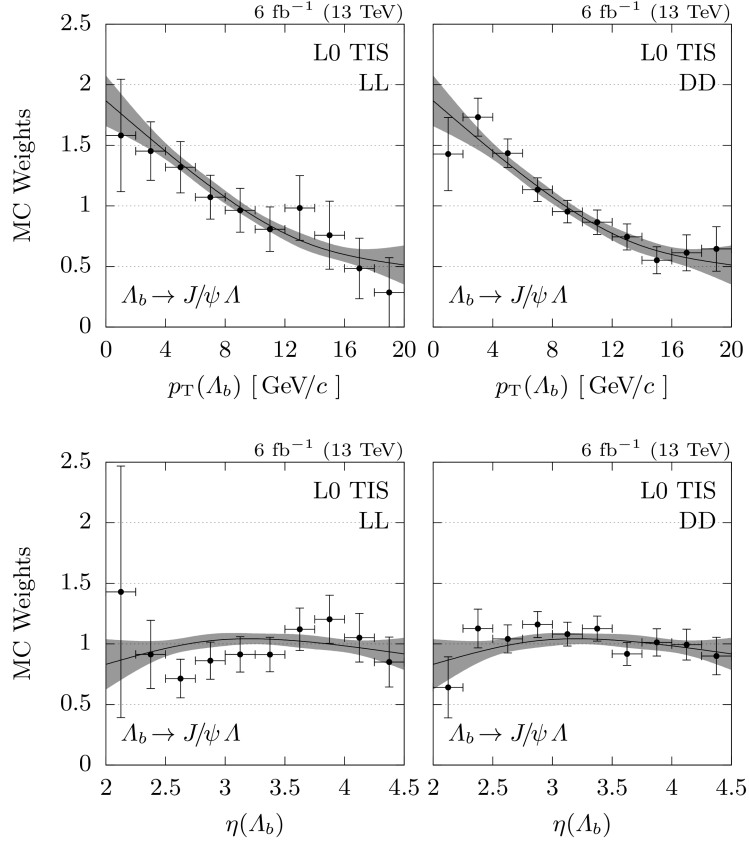 6 fb⁻¹ (13 TeV)
L0 TIS
LL
MC Weights
2.5
2
1.5
1
0.5
0
Λb → J/ψ Λ
0 4 8 12 16 20
pT(Λb) [GeV/c]
6 fb⁻¹ (13 TeV)
L0 TIS
DD
Λb → J/ψ Λ
0 4 8 12 16 20
pT(Λb) [GeV/c]
6 fb⁻¹ (13 TeV)
L0 TIS
LL
MC Weights
2.5
2
1.5
1
0.5
0
Λb → J/ψ Λ
2 2.5 3 3.5 4 4.5
η(Λb)
6 fb⁻¹ (13 TeV)
L0 TIS
DD
Λb → J/ψ Λ
2 2.5 3 3.5 4 4.5
η(Λb)